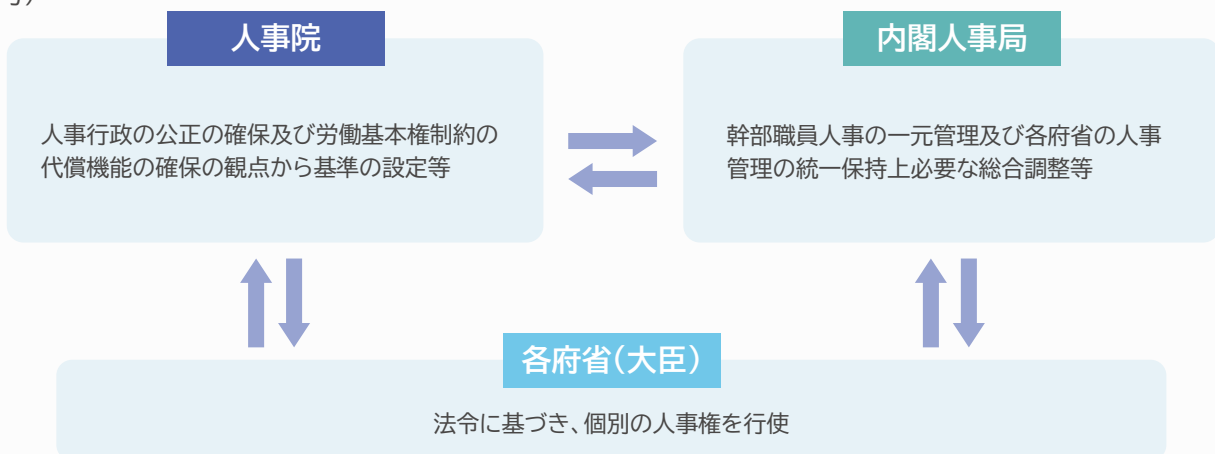 人事院
人事行政の公正の確保及び労働基本権制約の
代償機能の確保の観点から基準の設定等
内閣人事局
幹部職員人事の一元管理及び各府省の人事
管理の統一保持上必要な総合調整等
各府省(大臣)
法令に基づき、個別の人事権を行使